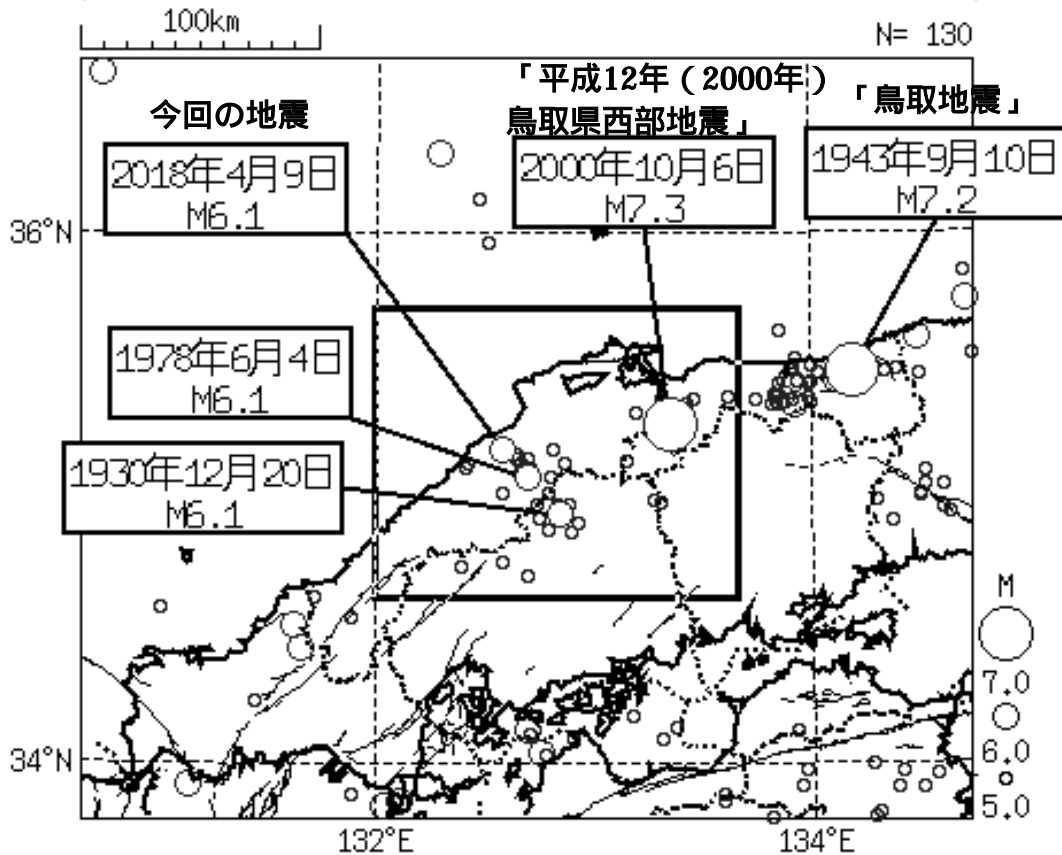 100km
N= 130
今回の地震
2018年4月9日
M6.1
「平成12年（2000年）
鳥取県西部地震」
2000年10月6日
M7.3
「鳥取地震」
1943年9月10日
M7.2
36°N
1978年6月4日
M6.1
1930年12月20日
M6.1
M
7.0
6.0
5.0
34°N
132°E
134°E